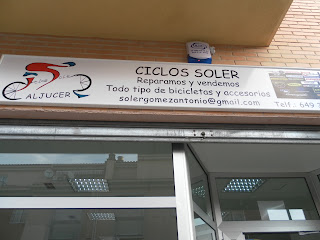 CICLOS SOLER
Reparamos y vendemos
Todo tipo de bicicletas y accesorios
solergomezantonio@gmail.com
ALJUCER
Telf.: 649